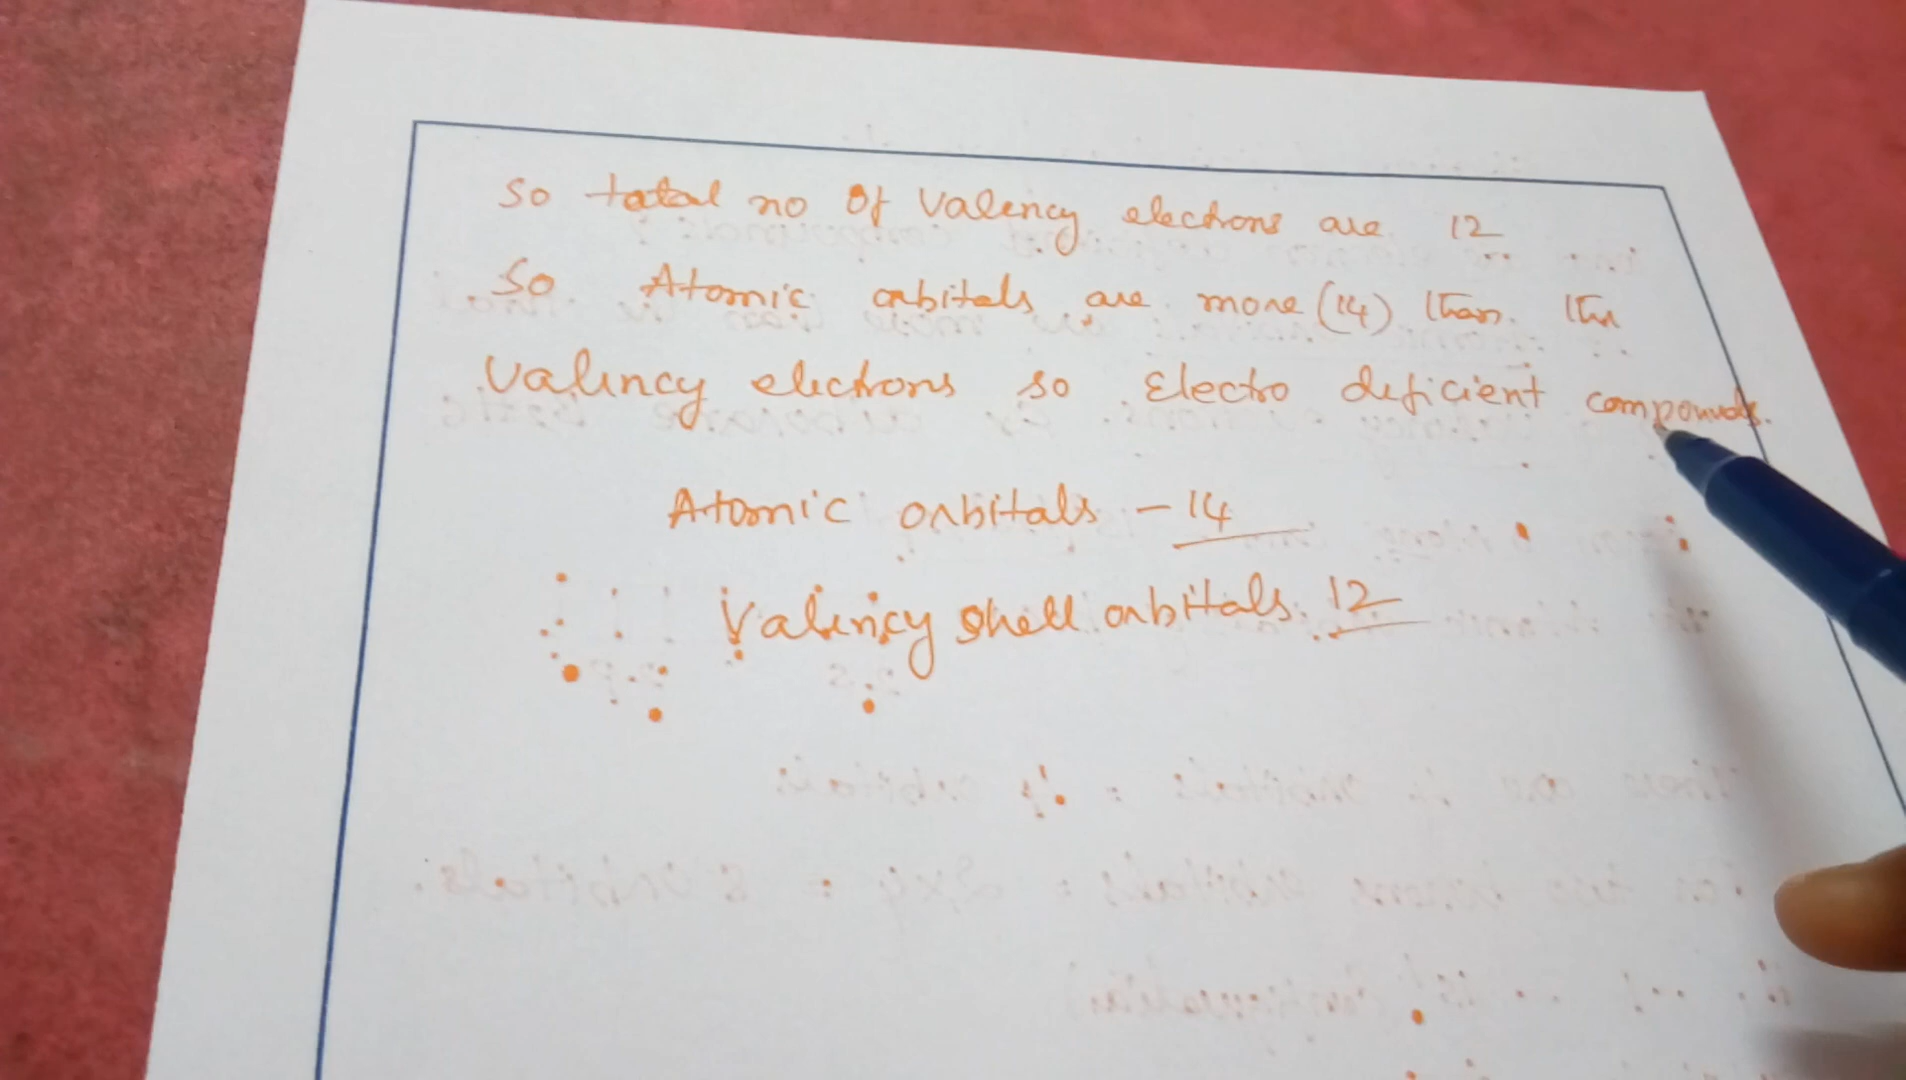 So total no of valency electrons are 12
So Atomic orbitals are more (14) than the
valency electrons so Electro deficient compounds.
Atomic orbitals - 14
Valency shell orbitals. 12